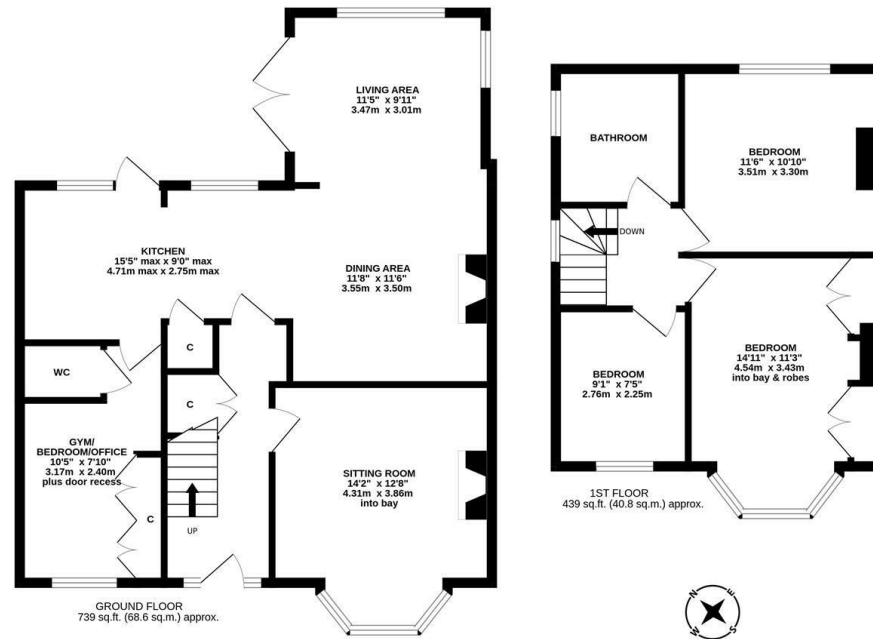 LIVING AREA
11'5" x 9'11"
3.47m x 3.01m
KITCHEN
15'5" max x 9'0" max
4.71m max x 2.75m max
DINING AREA
11'8" x 11'6"
3.55m x 3.50m
C
WC
C
GYM/
BEDROOM/OFFICE
10'5" x 7'10"
3.17m x 2.40m
plus door recess
C
UP
SITTING ROOM
14'2" x 12'8"
4.31m x 3.86m
into bay
GROUND FLOOR
739 sq.ft. (68.6 sq.m.) approx.
BATHROOM
BEDROOM
11'6" x 10'10"
3.51m x 3.30m
DOWN
BEDROOM
9'1" x 7'5"
2.76m x 2.25m
BEDROOM
14'11" x 11'3"
4.54m x 3.43m
into bay & robes
1ST FLOOR
439 sq.ft. (40.8 sq.m.) approx.
N
E
W
S